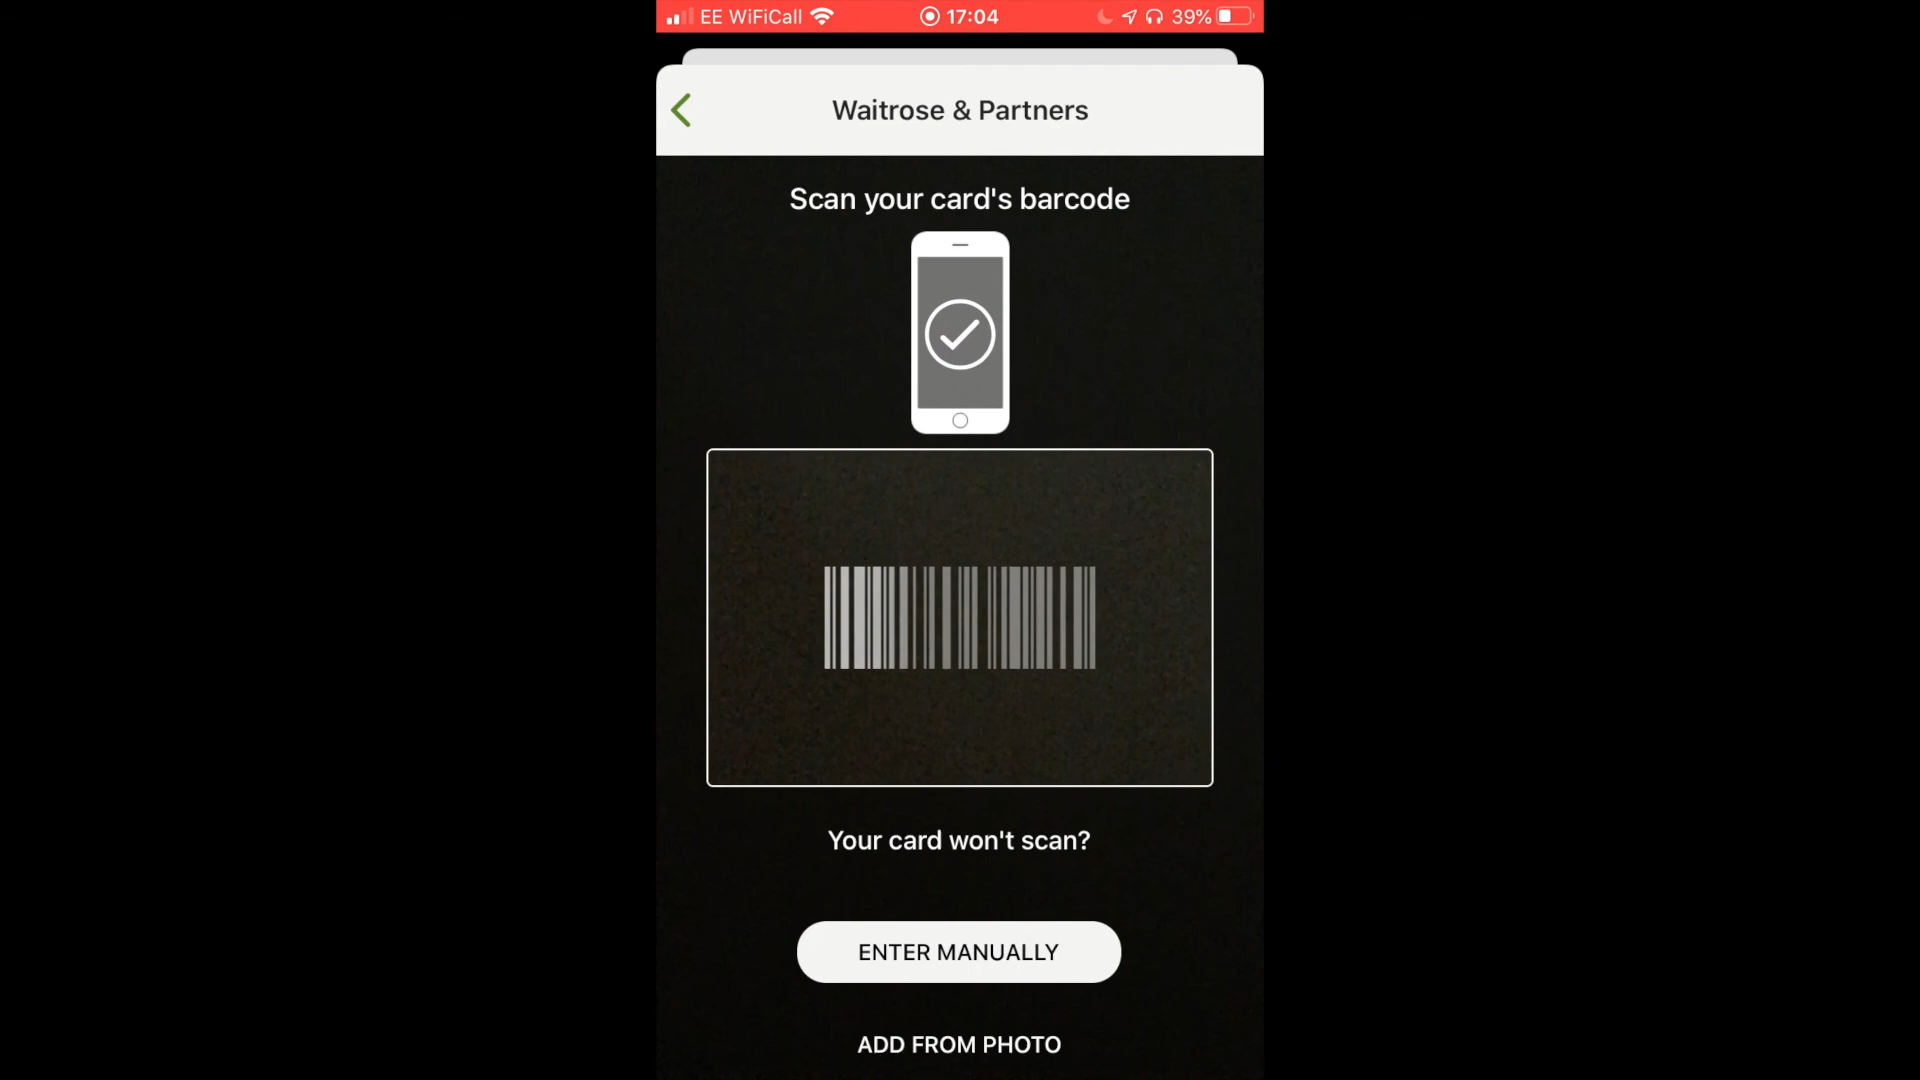 EE WiFiCall 17:04 39%
Waitrose & Partners
Scan your card's barcode
Your card won't scan?
ENTER MANUALLY
ADD FROM PHOTO